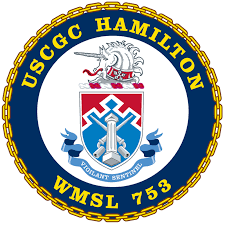 USCGC HAMILTON
VIGILANT SENTINEL
WMSL 753